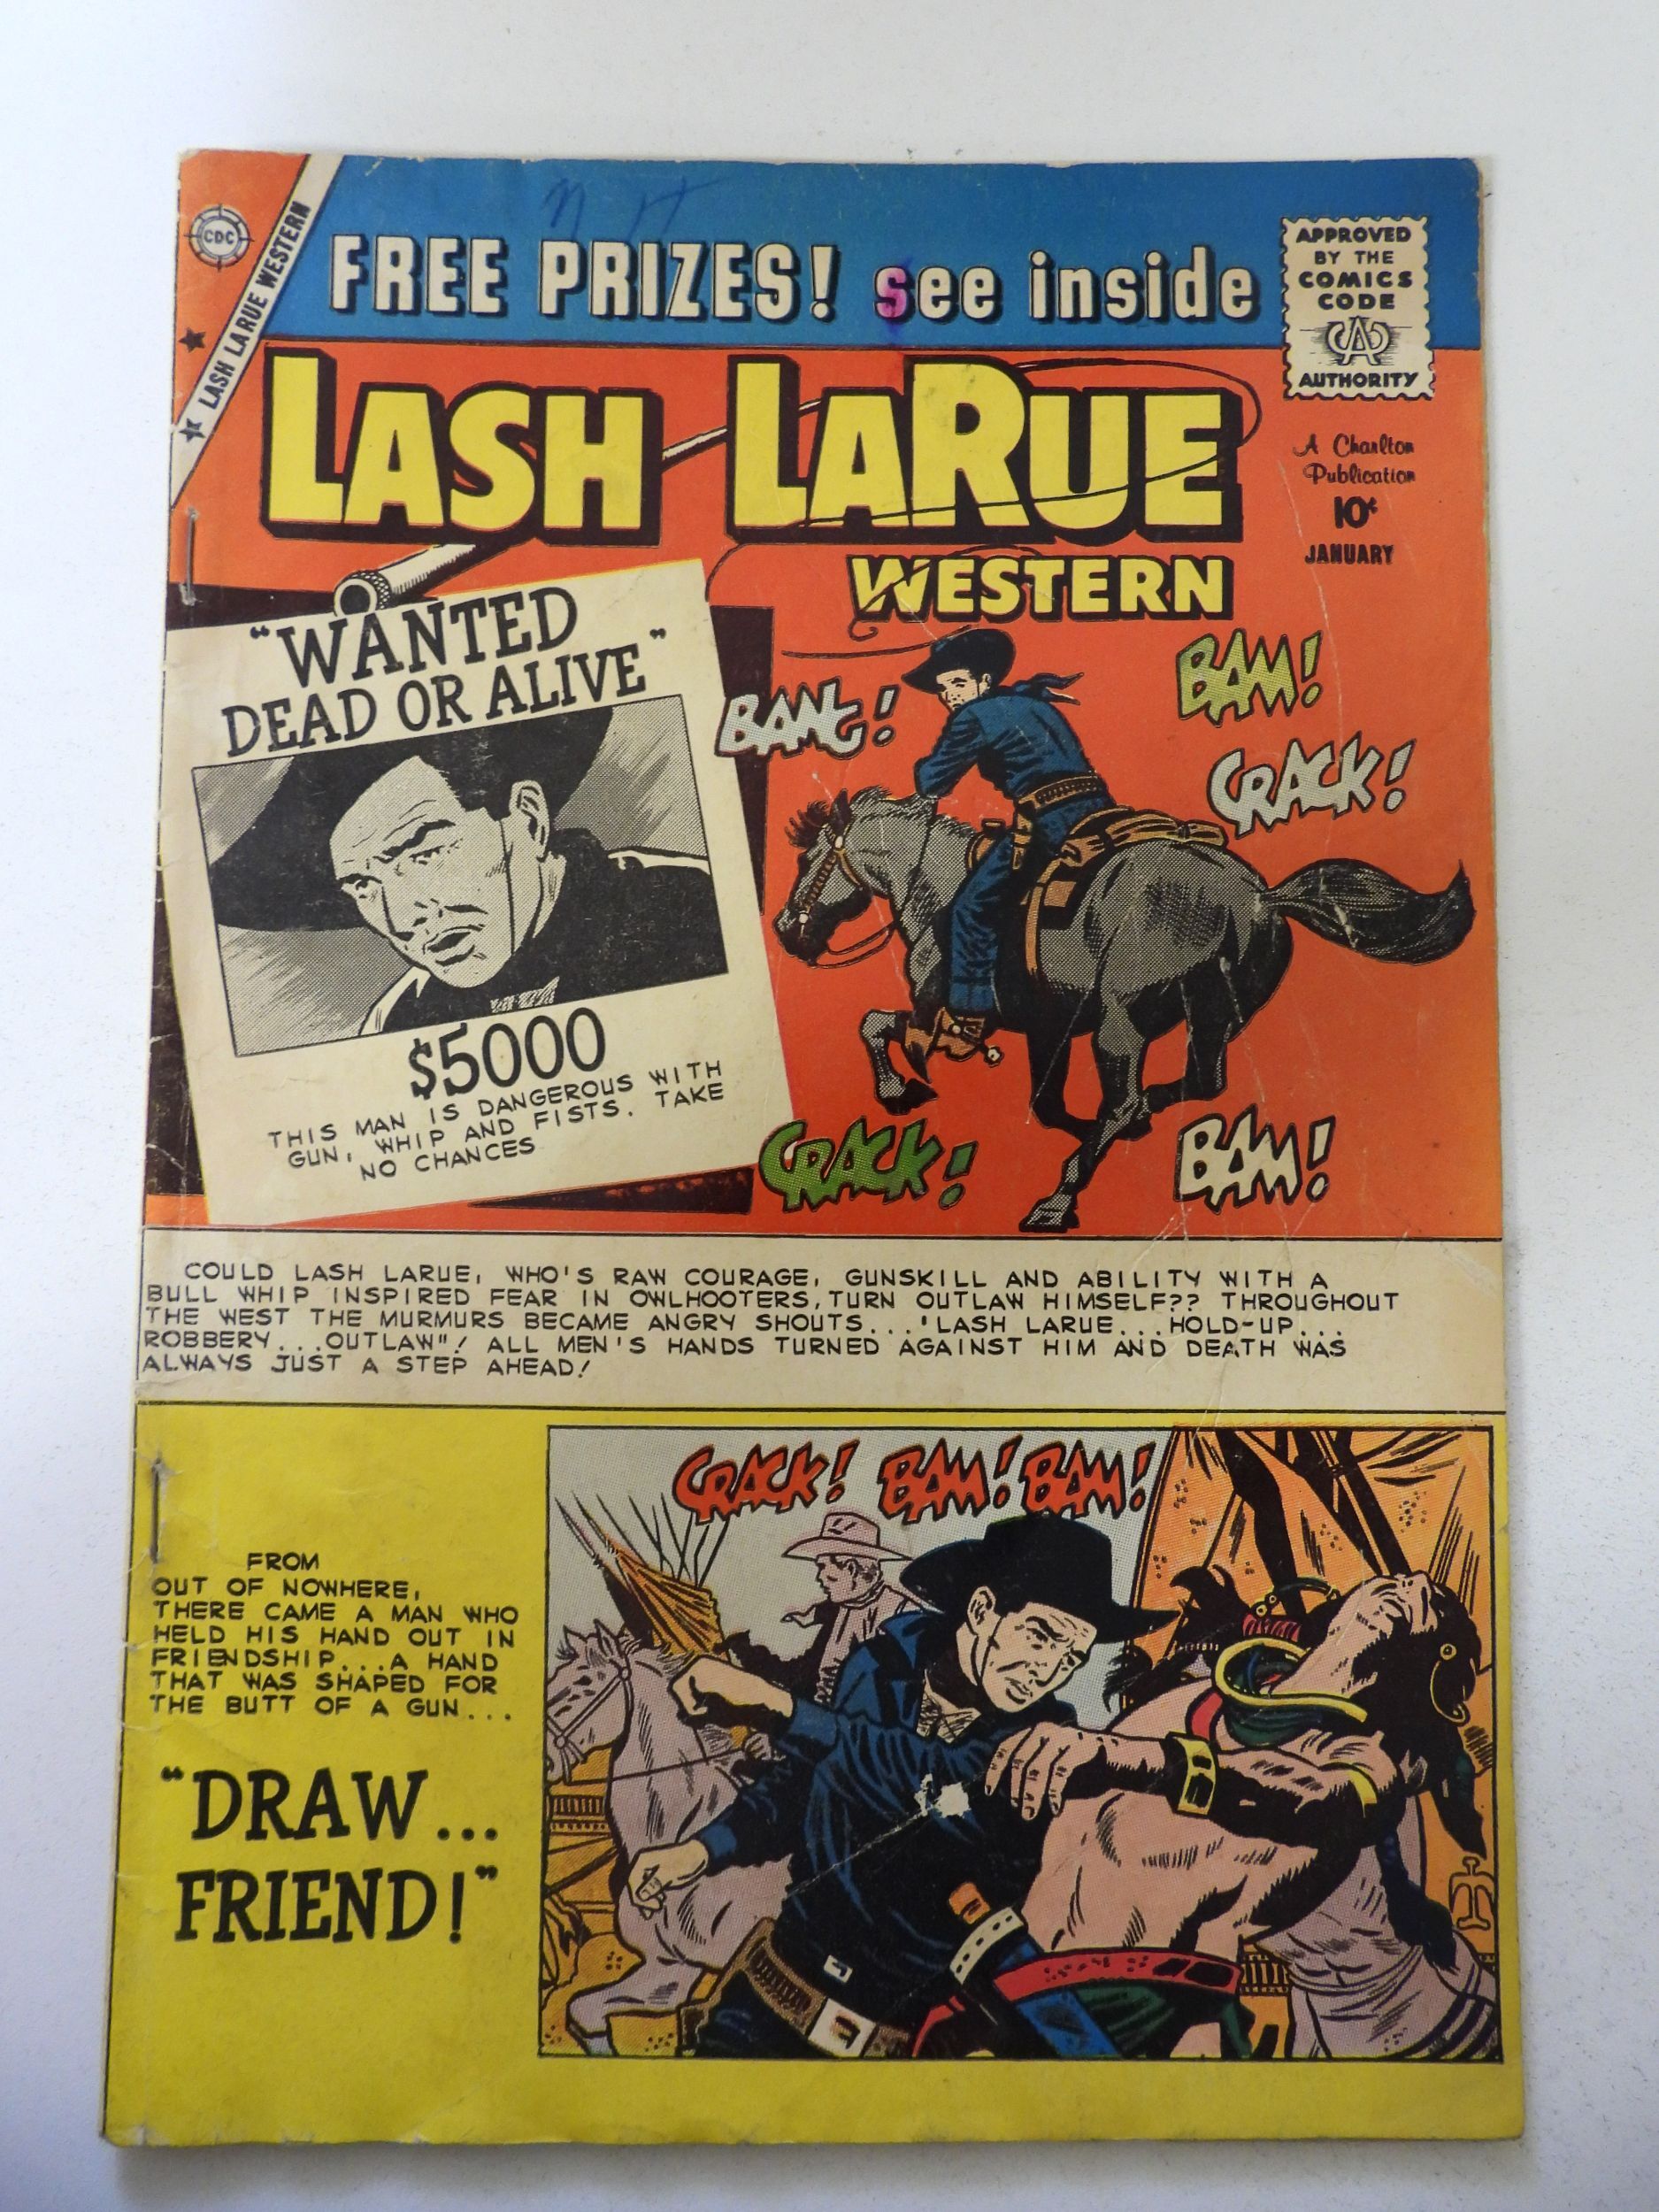 CDC
LASH LARUE WESTERN
FREE PRIZES! see inside
APPROVED
BY THE
COMICS
CODE
CA
AUTHORITY
LASH LARUE
WESTERN
A Charlton
Publication
10¢
JANUARY
"WANTED
DEAD OR ALIVE"
$5000
THIS MAN IS DANGEROUS WITH
GUN, WHIP AND FISTS. TAKE
NO CHANCES
BANG!
BAM!
CRACK!
CRACK!
BAM!
COULD LASH LARUE, WHO'S RAW COURAGE, GUNSKILL AND ABILITY WITH A
BULL WHIP INSPIRED FEAR IN OWLHOOTERS, TURN OUTLAW HIMSELF?? THROUGHOUT
THE WEST THE MURMURS BECAME ANGRY SHOUTS...'LASH LARUE...HOLD-UP...
ROBBERY...OUTLAW"! ALL MEN'S HANDS TURNED AGAINST HIM AND DEATH WAS
ALWAYS JUST A STEP AHEAD!
CRACK! BAM! BAM!
FROM
OUT OF NOWHERE,
THERE CAME A MAN WHO
HELD HIS HAND OUT IN
FRIENDSHIP...A HAND
THAT WAS SHAPED FOR
THE BUTT OF A GUN...
"DRAW...
FRIEND!"